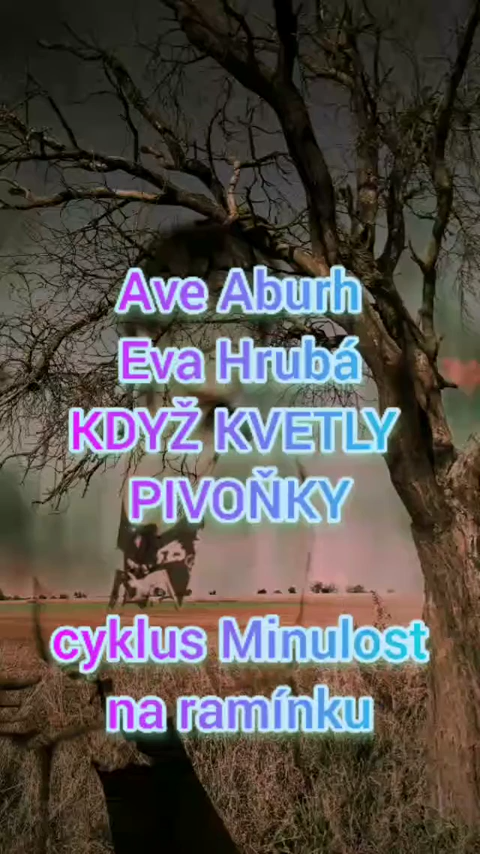 Ave Aburh
Eva Hrubá
KDYŽ KVETLY
PIVOŇKY
cyklus Minulost
na ramínku